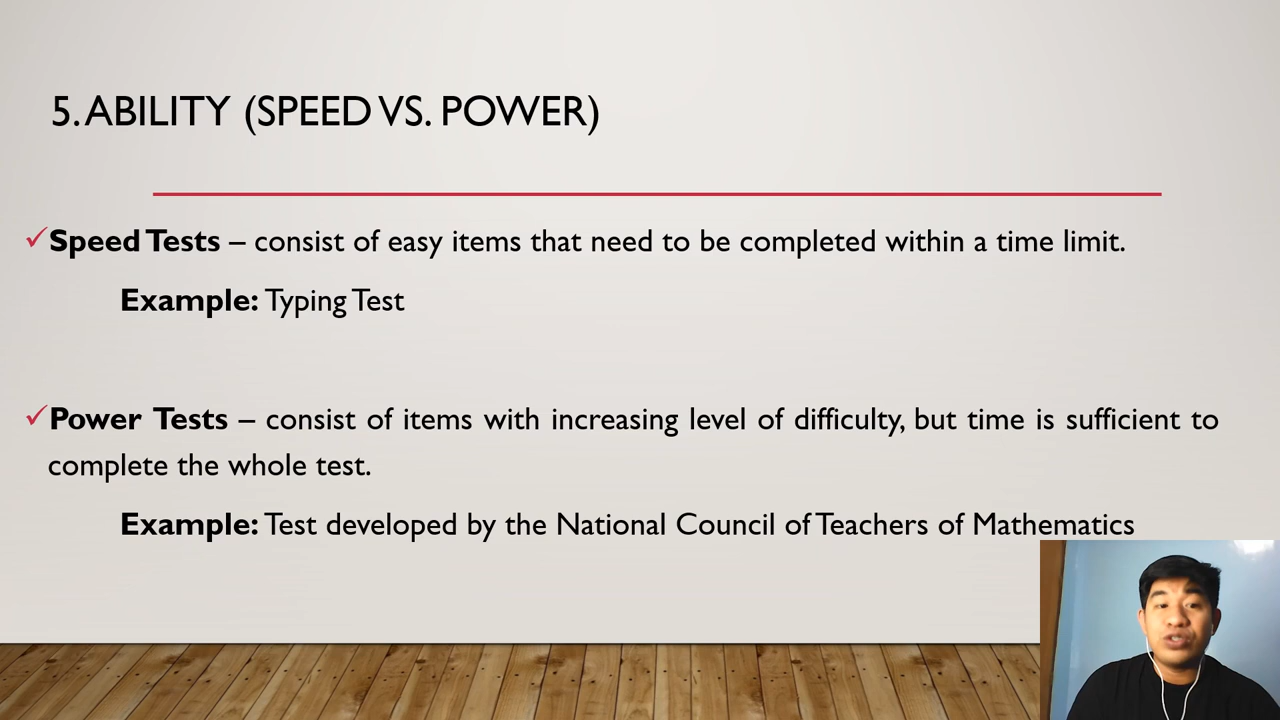 5. ABILITY (SPEED VS. POWER)
✓Speed Tests – consist of easy items that need to be completed within a time limit.
Example: Typing Test
✓Power Tests – consist of items with increasing level of difficulty, but time is sufficient to
complete the whole test.
Example: Test developed by the National Council of Teachers of Mathematics